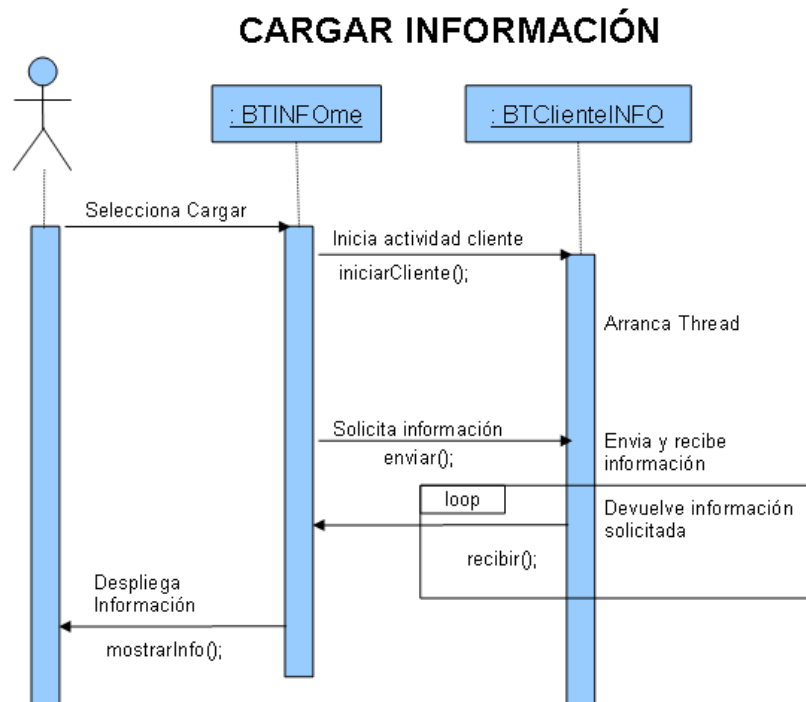 CARGAR INFORMACIÓN
: BTINFOme
: BTClienteINFO
Selecciona Cargar
Inicia actividad cliente
iniciarCliente();
Arranca Thread
Solicita información
enviar();
Envia y recibe
información
loop
Devuelve información
solicitada
recibir();
Despliega
Información
mostrarInfo();